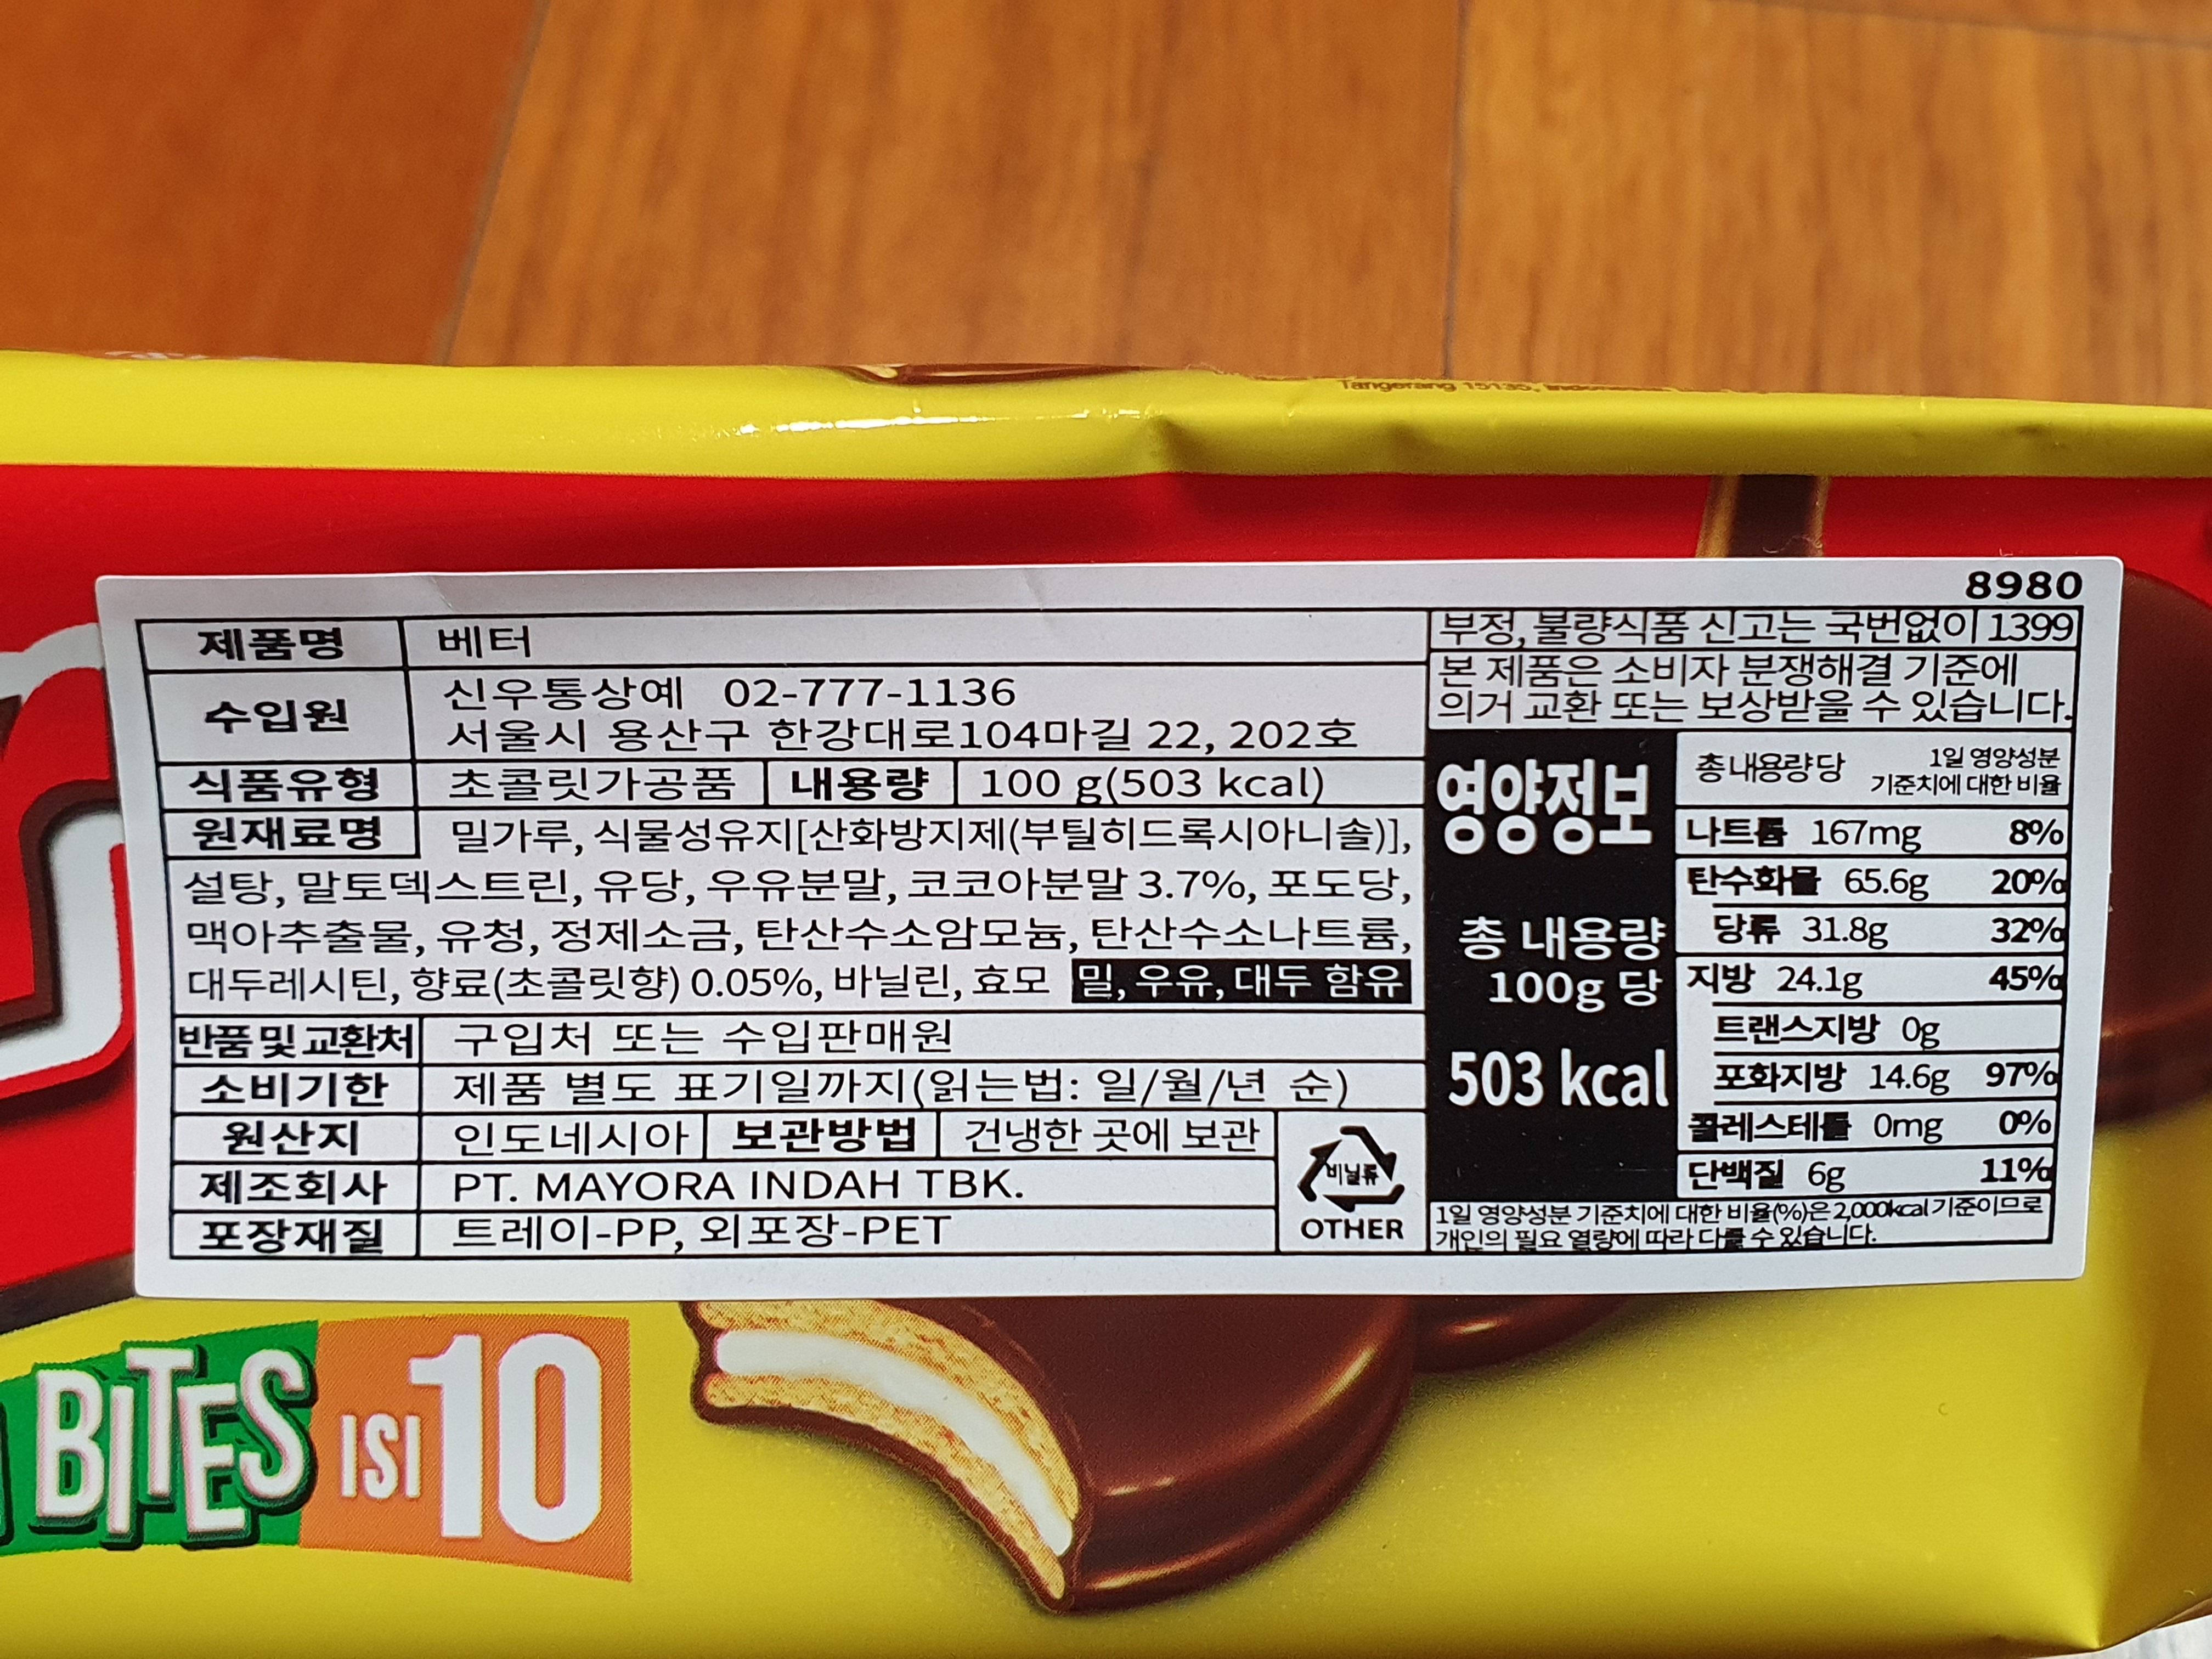 Tangerang 15135,
8980
제품명 베터
수입원 신우통상예 02-777-1136
서울시 용산구 한강대로104마길 22, 202호
식품유형 초콜릿가공품 내용량 100 g(503 kcal)
원재료명 밀가루, 식물성유지[산화방지제(부틸히드록시아니솔)],
설탕, 말토덱스트린, 유당, 우유분말, 코코아분말 3.7%, 포도당,
맥아추출물, 유청, 정제소금, 탄산수소암모늄, 탄산수소나트륨,
대두레시틴, 향료(초콜릿향) 0.05%, 바닐린, 효모 밀, 우유, 대두 함유
반품 및 교환처 구입처 또는 수입판매원
소비기한 제품 별도 표기일까지(읽는법: 일/월/년 순)
원산지 인도네시아 보관방법 건냉한 곳에 보관
제조회사 PT. MAYORA INDAH TBK.
포장재질 트레이-PP, 외포장-PET
비닐류
OTHER
부정, 불량식품 신고는 국번없이 1399
본 제품은 소비자 분쟁해결 기준에
의거 교환 또는 보상받을 수 있습니다.
영양정보
총 내용량
100g 당
503 kcal
총내용량당 1일 영양성분
기준치에 대한 비율
나트륨 167mg 8%
탄수화물 65.6g 20%
당류 31.8g 32%
지방 24.1g 45%
트랜스지방 0g
포화지방 14.6g 97%
콜레스테롤 0mg 0%
단백질 6g 11%
1일 영양성분 기준치에 대한 비율(%)은 2,000kcal 기준이므로
개인의 필요 열량에 따라 다를 수 있습니다.
BITES ISI 10